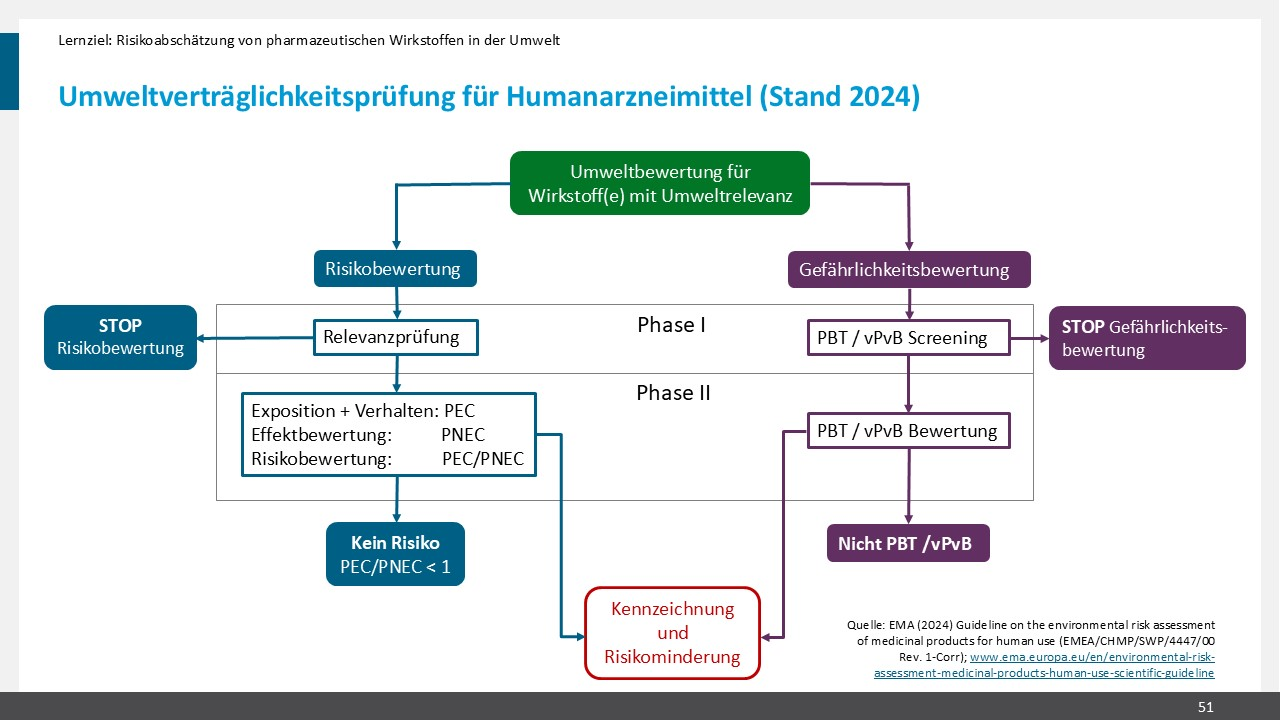 Lernziel: Risikoabschätzung von pharmazeutischen Wirkstoffen in der Umwelt
Umweltverträglichkeitsprüfung für Humanarzneimittel (Stand 2024)
Umweltbewertung für
Wirkstoff(e) mit Umweltrelevanz
Risikobewertung
Gefährlichkeitsbewertung
STOP
Risikobewertung
Relevanzprüfung
Phase I
PBT / vPvB Screening
STOP Gefährlichkeits-
bewertung
Phase II
Exposition + Verhalten: PEC
Effektbewertung: PNEC
Risikobewertung: PEC/PNEC
PBT / vPvB Bewertung
Kein Risiko
PEC/PNEC < 1
Nicht PBT /vPvB
Kennzeichnung
und
Risikominderung
Quelle: EMA (2024) Guideline on the environmental risk assessment
of medicinal products for human use (EMEA/CHMP/SWP/4447/00
Rev. 1-Corr); www.ema.europa.eu/en/environmental-risk-
assessment-medicinal-products-human-use-scientific-guideline
51